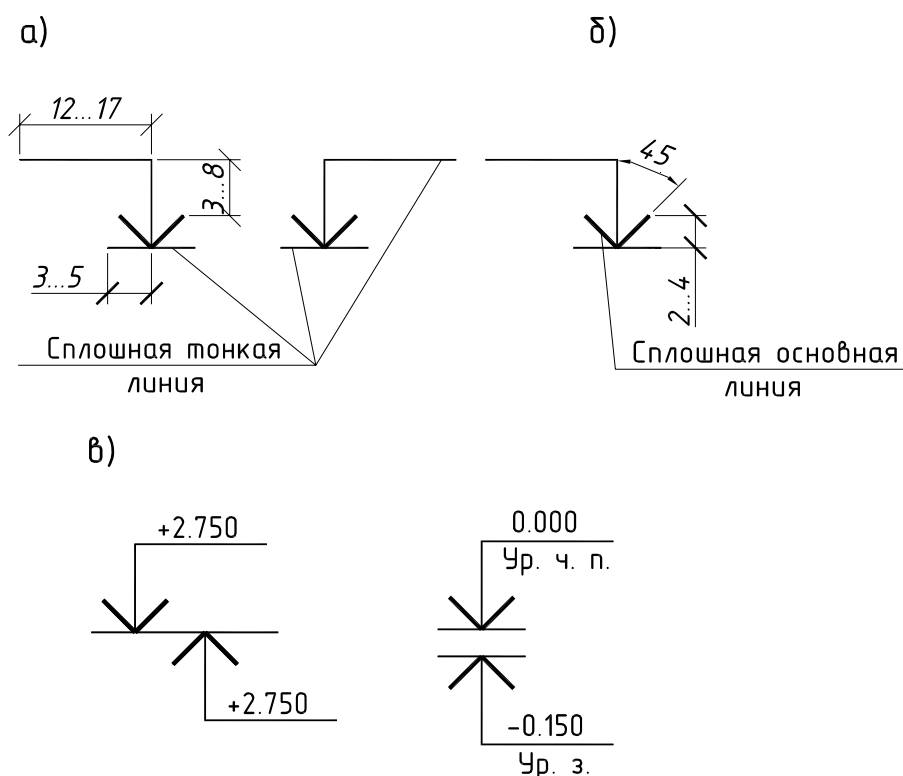 а)
б)
12...17
3...8
45
3...5
2...4
Сплошная тонкая
линия
Сплошная основная
линия
в)
+2.750
0.000
Ур. ч. п.
+2.750
-0.150
Ур. з.